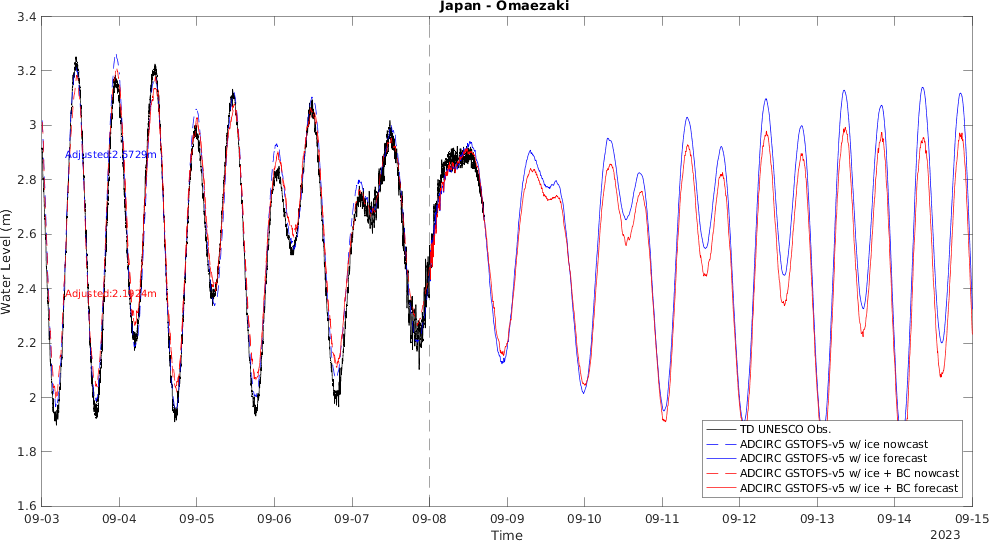 Japan - Omaezaki
Water Level (m)
3.4
3.2
3
2.8
2.6
2.4
2.2
2
1.8
1.6
Adjusted:2.5729m
Adjusted:2.1924m
TD UNESCO Obs.
ADCIRC GSTOFS-v5 w/ ice nowcast
ADCIRC GSTOFS-v5 w/ ice forecast
ADCIRC GSTOFS-v5 w/ ice + BC nowcast
ADCIRC GSTOFS-v5 w/ ice + BC forecast
09-03 09-04 09-05 09-06 09-07 09-08 09-09 09-10 09-11 09-12 09-13 09-14 09-15
Time
2023